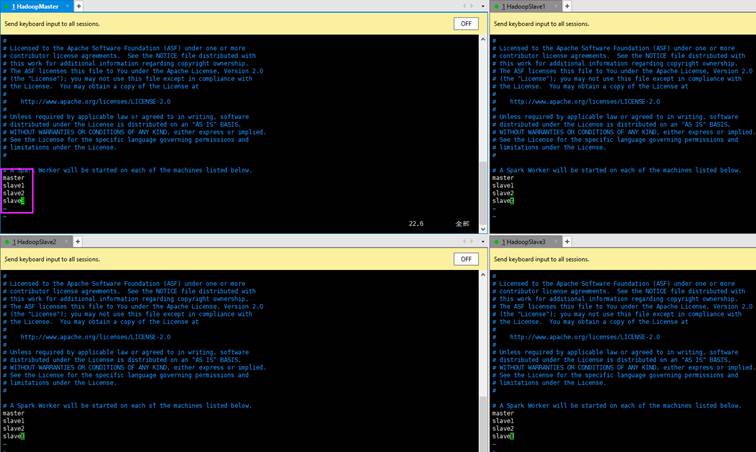 1 HadoopMaster
Send keyboard input to all sessions.
OFF
#
# Licensed to the Apache Software Foundation (ASF) under one or more
# contributor license agreements.  See the NOTICE file distributed with
# this work for additional information regarding copyright ownership.
# The ASF licenses this file to You under the Apache License, Version 2.0
# (the "License"); you may not use this file except in compliance with
# the License.  You may obtain a copy of the License at
#
#    http://www.apache.org/licenses/LICENSE-2.0
#
# Unless required by applicable law or agreed to in writing, software
# distributed under the License is distributed on an "AS IS" BASIS,
# WITHOUT WARRANTIES OR CONDITIONS OF ANY KIND, either express or implied.
# See the License for the specific language governing permissions and
# limitations under the License.
#
# A Spark Worker will be started on each of the machines listed below.
master
slave1
slave2
~
~
22,6 全部
1 HadoopSlave1
Send keyboard input to all sessions.
#
# Licensed to the Apache Software Foundation (ASF) under one or more
# contributor license agreements.  See the NOTICE file distributed with
# this work for additional information regarding copyright ownership.
# The ASF licenses this file to You under the Apache License, Version 2.0
# (the "License"); you may not use this file except in compliance with
# the License.  You may obtain a copy of the License at
#
#    http://www.apache.org/licenses/LICENSE-2.0
#
# Unless required by applicable law or agreed to in writing, software
# distributed under the License is distributed on an "AS IS" BASIS,
# WITHOUT WARRANTIES OR CONDITIONS OF ANY KIND, either express or implied.
# See the License for the specific language governing permissions and
# limitations under the License.
#
# A Spark Worker will be started on each of the machines listed below.
master
slave1
slave2
~
~
1 HadoopSlave2
Send keyboard input to all sessions.
OFF
#
# Licensed to the Apache Software Foundation (ASF) under one or more
# contributor license agreements.  See the NOTICE file distributed with
# this work for additional information regarding copyright ownership.
# The ASF licenses this file to You under the Apache License, Version 2.0
# (the "License"); you may not use this file except in compliance with
# the License.  You may obtain a copy of the License at
#
#    http://www.apache.org/licenses/LICENSE-2.0
#
# Unless required by applicable law or agreed to in writing, software
# distributed under the License is distributed on an "AS IS" BASIS,
# WITHOUT WARRANTIES OR CONDITIONS OF ANY KIND, either express or implied.
# See the License for the specific language governing permissions and
# limitations under the License.
#
# A Spark Worker will be started on each of the machines listed below.
master
slave1
slave2
~
1 HadoopSlave3
Send keyboard input to all sessions.
#
# Licensed to the Apache Software Foundation (ASF) under one or more
# contributor license agreements.  See the NOTICE file distributed with
# this work for additional information regarding copyright ownership.
# The ASF licenses this file to You under the Apache License, Version 2.0
# (the "License"); you may not use this file except in compliance with
# the License.  You may obtain a copy of the License at
#
#    http://www.apache.org/licenses/LICENSE-2.0
#
# Unless required by applicable law or agreed to in writing, software
# distributed under the License is distributed on an "AS IS" BASIS,
# WITHOUT WARRANTIES OR CONDITIONS OF ANY KIND, either express or implied.
# See the License for the specific language governing permissions and
# limitations under the License.
#
# A Spark Worker will be started on each of the machines listed below.
master
slave1
slave2
~